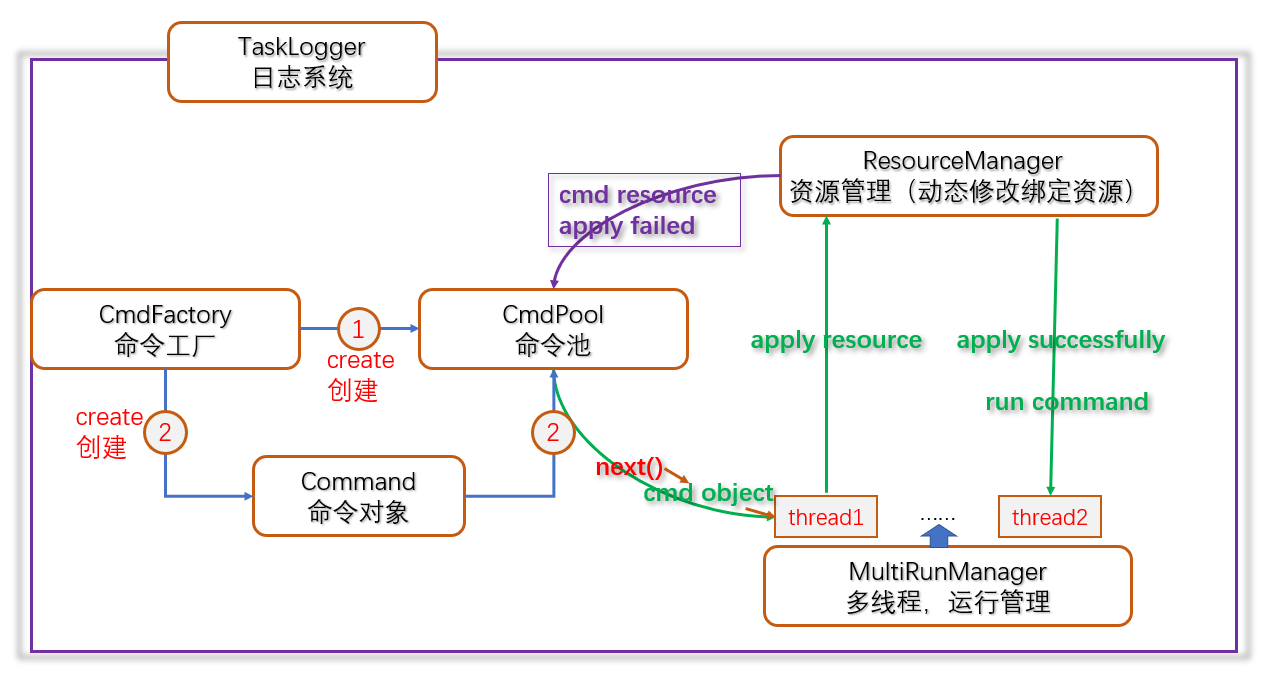 TaskLogger
日志系统
ResourceManager
资源管理（动态修改绑定资源）
cmd resource
apply failed
CmdFactory
命令工厂
1
create
创建
CmdPool
命令池
apply resource
apply successfully
run command
create
创建
2
2
Command
命令对象
next()
cmd object
thread1
……
thread2
MultiRunManager
多线程，运行管理